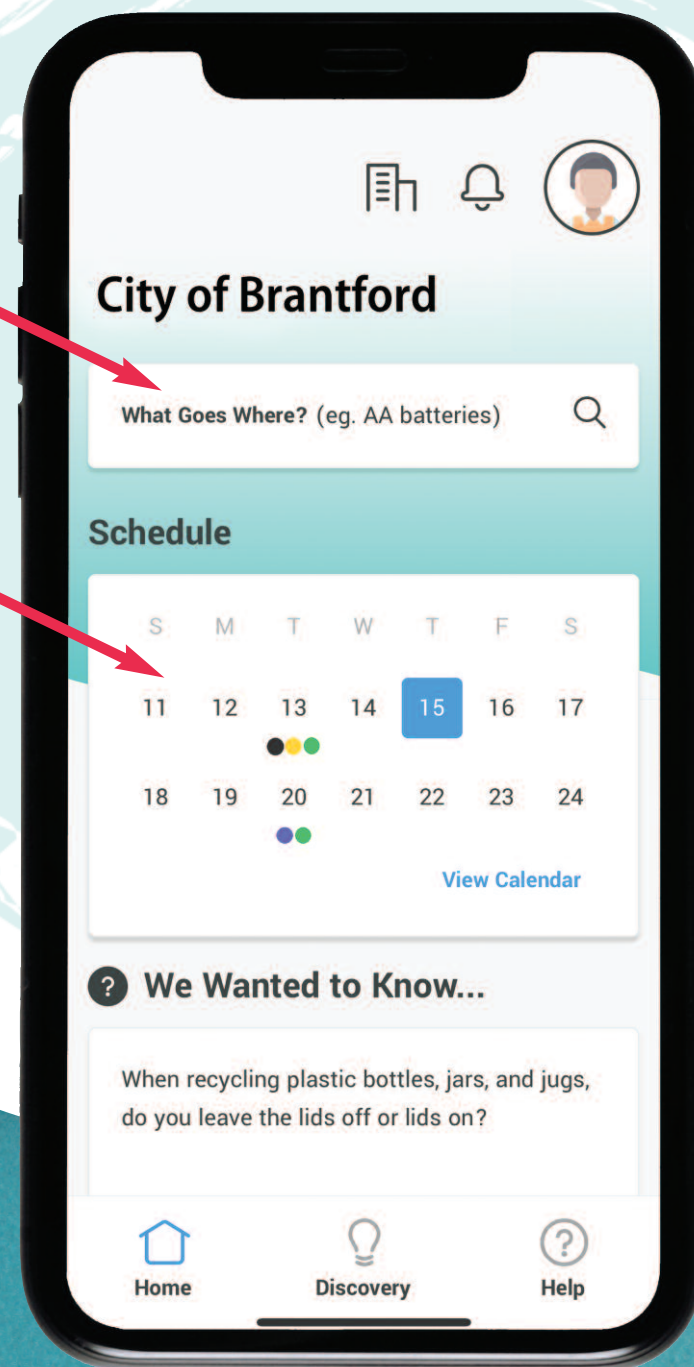 City of Brantford
What Goes Where? (eg. AA batteries)
Schedule
S M T W T F S
11 12 13 14 15 16 17
18 19 20 21 22 23 24
View Calendar
? We Wanted to Know...
When recycling plastic bottles, jars, and jugs,
do you leave the lids off or lids on?
?
Home Discovery Help